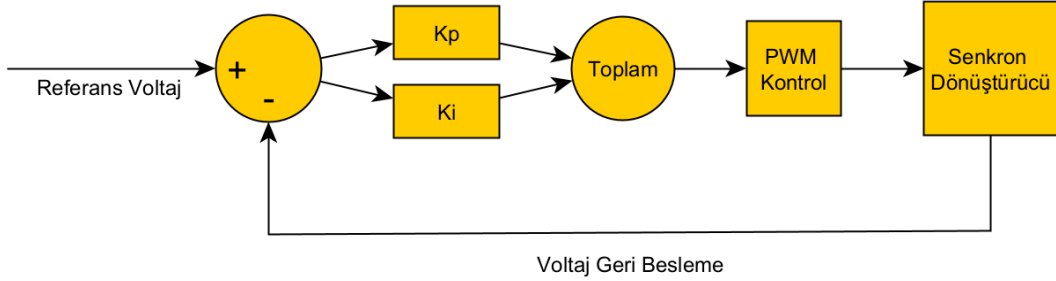 Referans Voltaj
+
-
Kp
Ki
Toplam
PWM
Kontrol
Senkron
Dönüştürücü
Voltaj Geri Besleme